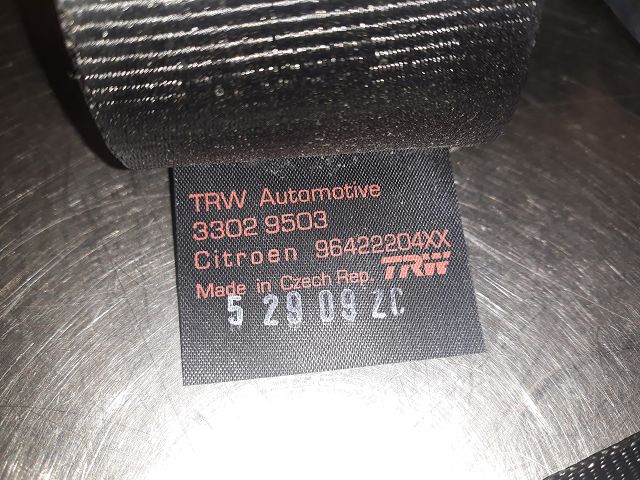 TRW Automotive
3302 9503
Citroen 96422204XX
Made in Czech Rep. TRW
5 29 09 2C